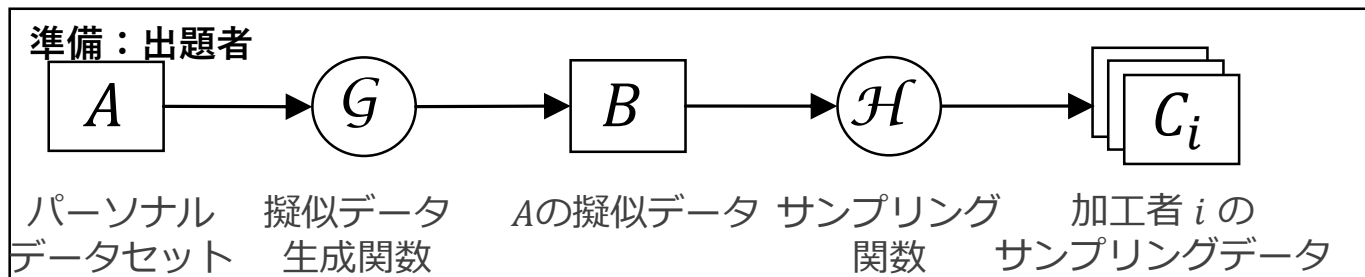 準備：出題者
A
𝒢
B
ℋ
C_i
パーソナル
データセット
擬似データ
生成関数
Aの擬似データ
サンプリング
関数
加工者 i の
サンプリングデータ